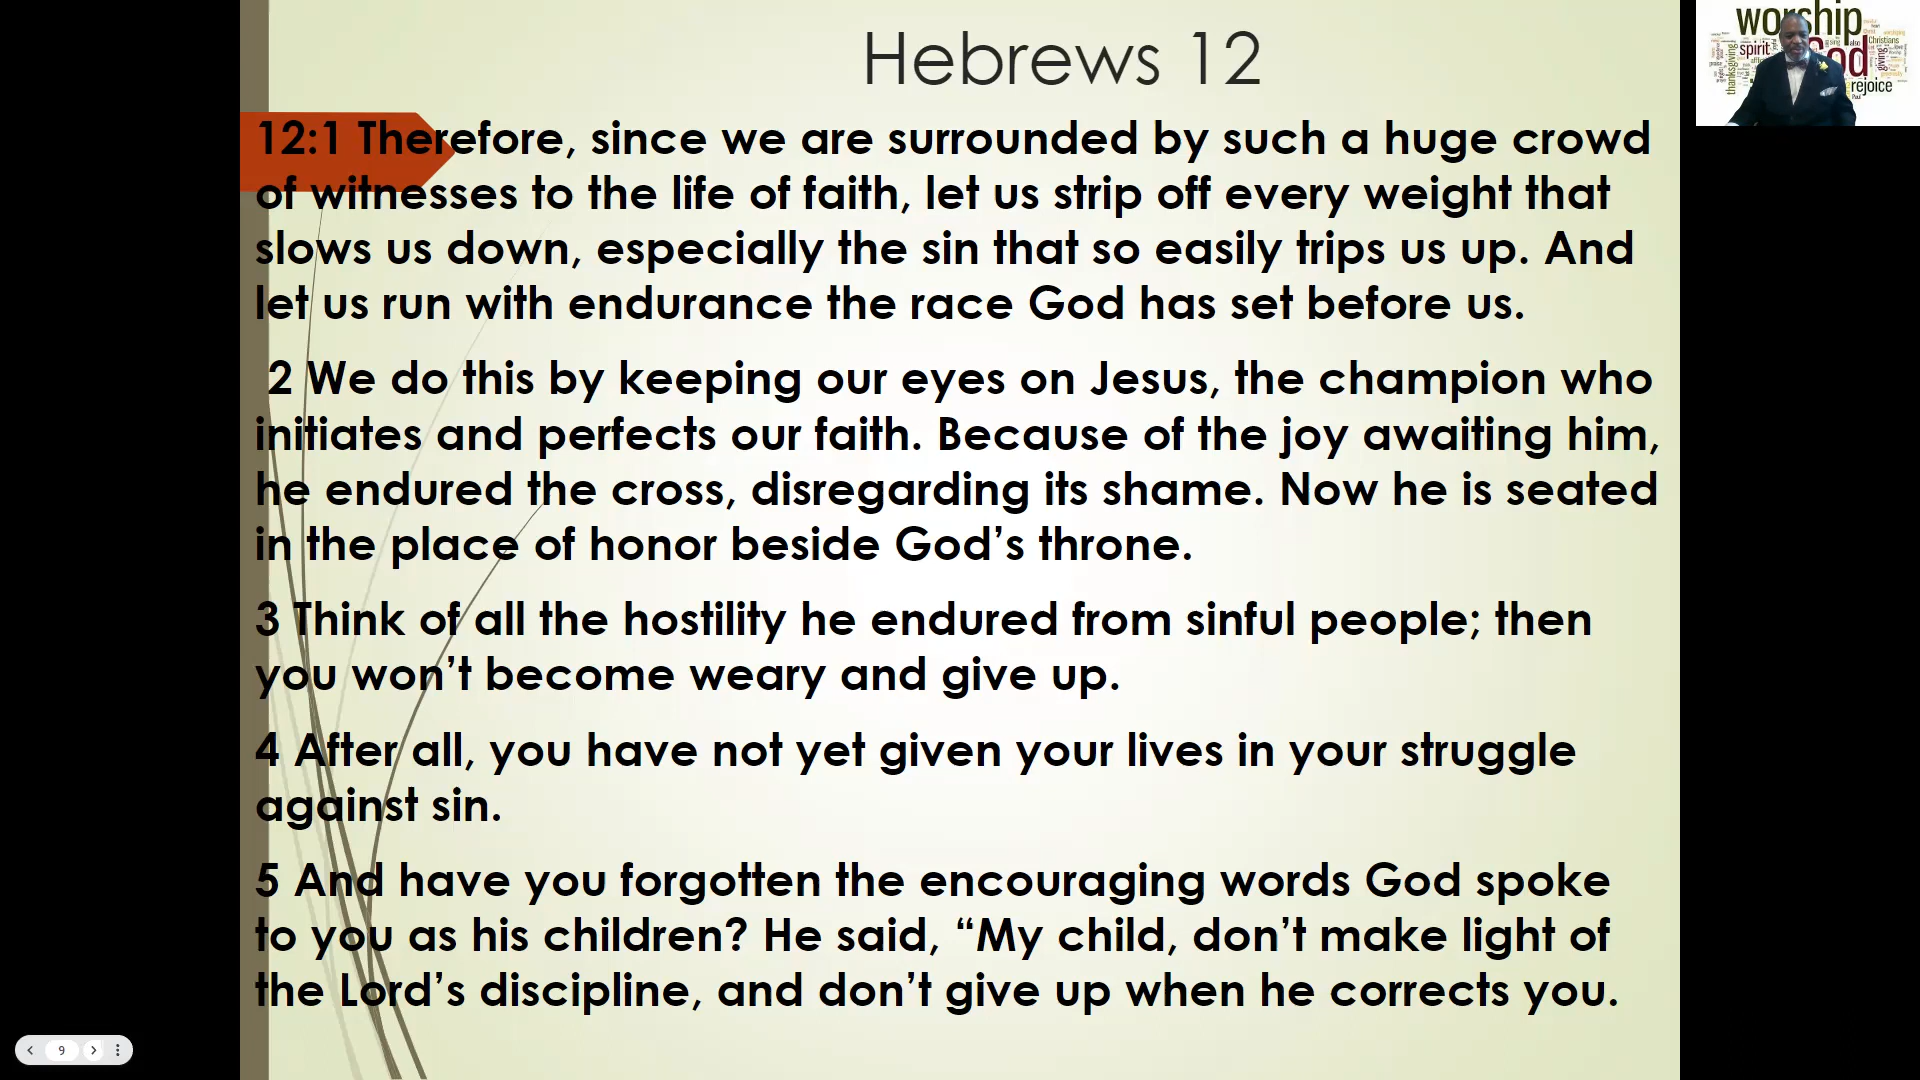 Hebrews 12
12:1 Therefore, since we are surrounded by such a huge crowd
of witnesses to the life of faith, let us strip off every weight that
slows us down, especially the sin that so easily trips us up. And
let us run with endurance the race God has set before us.
2 We do this by keeping our eyes on Jesus, the champion who
initiates and perfects our faith. Because of the joy awaiting him,
he endured the cross, disregarding its shame. Now he is seated
in the place of honor beside God’s throne.
3 Think of all the hostility he endured from sinful people; then
you won’t become weary and give up.
4 After all, you have not yet given your lives in your struggle
against sin.
5 And have you forgotten the encouraging words God spoke
to you as his children? He said, “My child, don’t make light of
the Lord’s discipline, and don’t give up when he corrects you.
worship
spirit
God
Christians
thanksgiving
giving
also
rejoice
Paul
9